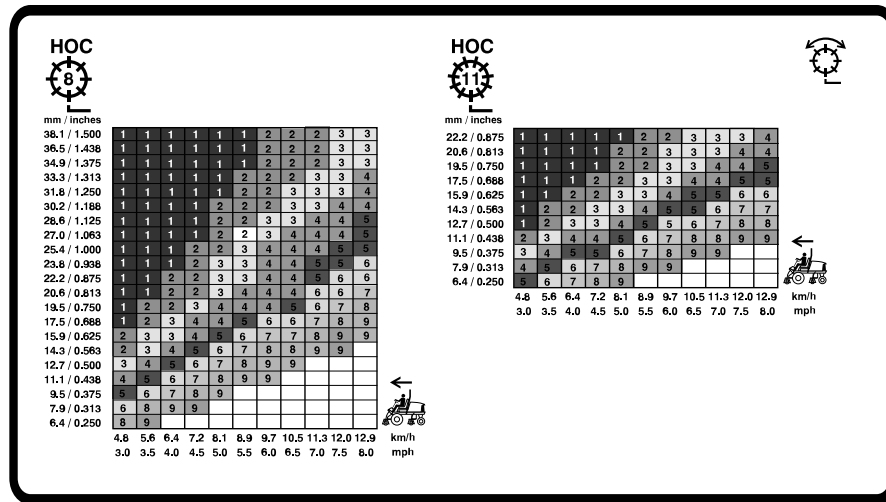 HOC
8
mm / inches
38.1 / 1.500 1 1 1 1 1 1 2 2 2 3 3
36.5 / 1.438 1 1 1 1 1 1 2 2 2 3 3
34.9 / 1.375 1 1 1 1 1 1 2 2 2 3 3
33.3 / 1.313 1 1 1 1 1 1 2 2 3 3 4
31.8 / 1.250 1 1 1 1 1 2 2 3 3 3 4
30.2 / 1.188 1 1 1 1 2 2 2 3 3 4 4
28.6 / 1.125 1 1 1 1 2 2 3 3 4 4 5
27.0 / 1.063 1 1 1 1 2 2 3 3 4 4 5
25.4 / 1.000 1 1 1 2 2 3 3 4 4 5 5
23.8 / 0.938 1 1 1 2 3 3 4 4 5 5 6
22.2 / 0.875 1 1 2 2 3 3 4 4 5 6 6
20.6 / 0.813 1 1 2 2 3 4 4 4 6 6 7
19.5 / 0.750 1 2 2 3 4 4 4 5 6 7 8
17.5 / 0.688 1 2 3 4 4 5 6 6 7 8 9
15.9 / 0.625 2 3 3 4 5 6 7 7 8 9 9
14.3 / 0.563 2 3 4 5 6 7 7 8 9 9
12.7 / 0.500 3 4 5 6 7 8 9 9
11.1 / 0.438 4 5 6 7 8 9 9
9.5 / 0.375 5 6 7 8 9
7.9 / 0.313 6 8 9 9
6.4 / 0.250 8 9
4.8 5.6 6.4 7.2 8.1 8.9 9.7 10.5 11.3 12.0 12.9 km/h
3.0 3.5 4.0 4.5 5.0 5.5 6.0 6.5 7.0 7.5 8.0 mph
HOC
11
mm / inches
22.2 / 0.875 1 1 1 1 1 2 2 3 3 3 4
20.6 / 0.813 1 1 1 1 2 2 3 3 3 4 4
19.5 / 0.750 1 1 1 1 2 2 3 3 4 4 5
17.5 / 0.688 1 1 1 2 2 3 3 4 4 5 5
15.9 / 0.625 1 1 2 2 3 3 4 5 5 6 6
14.3 / 0.563 1 2 2 3 3 4 5 5 6 7 7
12.7 / 0.500 1 2 3 3 4 5 5 6 7 7 8
11.1 / 0.438 2 3 4 4 5 6 7 8 8 9 9
9.5 / 0.375 3 4 5 5 6 7 8 9 9
7.9 / 0.313 4 5 6 7 8 9 9
6.4 / 0.250 5 6 7 8 9
4.8 5.6 6.4 7.2 8.1 8.9 9.7 10.5 11.3 12.0 12.9 km/h
3.0 3.5 4.0 4.5 5.0 5.5 6.0 6.5 7.0 7.5 8.0 mph